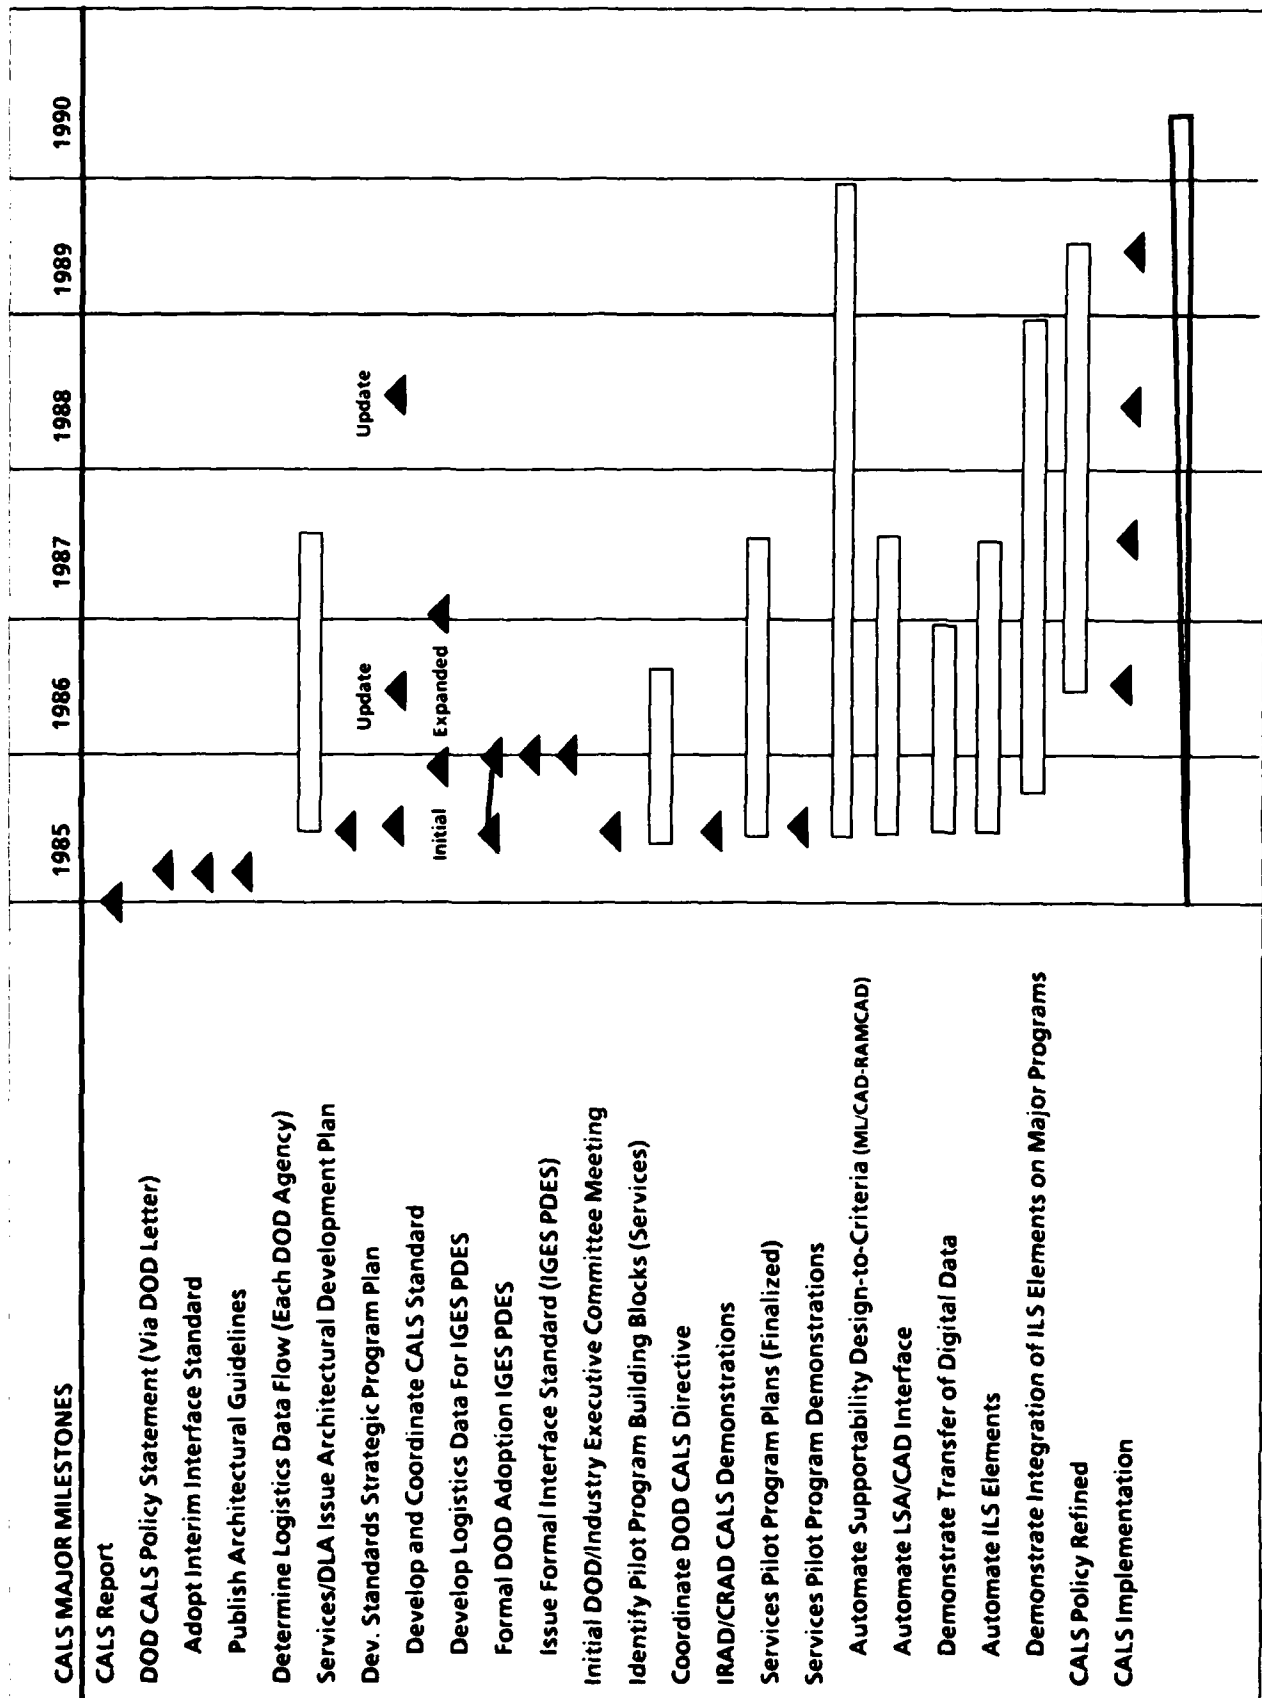 CALS MAJOR MILESTONES 1985 1986 1987 1988 1989 1990
CALS Report
DOD CALS Policy Statement (Via DOD Letter)
Adopt Interim Interface Standard
Publish Architectural Guidelines
Determine Logistics Data Flow (Each DOD Agency)
Services/DLA Issue Architectural Development Plan
Dev. Standards Strategic Program Plan Update Update
Develop and Coordinate CALS Standard Initial Expanded
Develop Logistics Data For IGES PDES
Formal DOD Adoption IGES PDES
Issue Formal Interface Standard (IGES PDES)
Initial DOD/Industry Executive Committee Meeting
Identify Pilot Program Building Blocks (Services)
Coordinate DOD CALS Directive
IRAD/CRAD CALS Demonstrations
Services Pilot Program Plans (Finalized)
Services Pilot Program Demonstrations
Automate Supportability Design-to-Criteria (ML/CAD-RAMCAD)
Automate LSA/CAD Interface
Demonstrate Transfer of Digital Data
Automate ILS Elements
Demonstrate Integration of ILS Elements on Major Programs
CALS Policy Refined
CALS Implementation